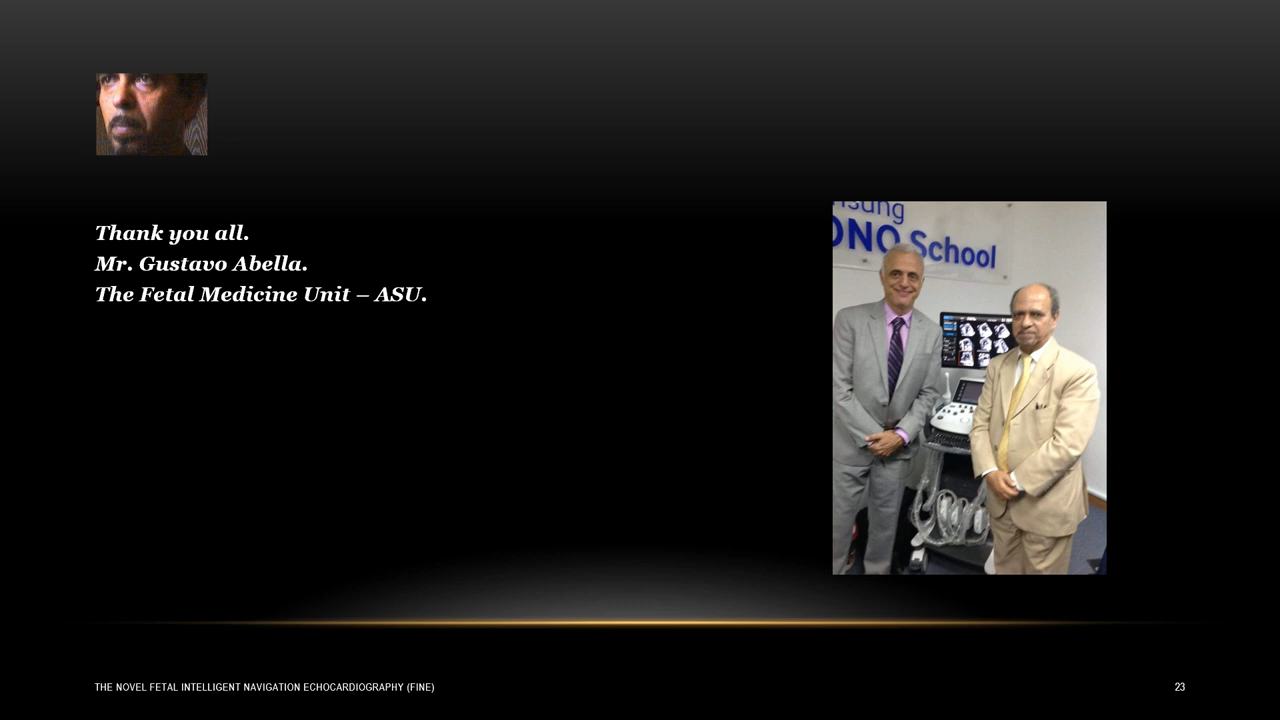 Thank you all.
Mr. Gustavo Abella.
The Fetal Medicine Unit – ASU.
School
THE NOVEL FETAL INTELLIGENT NAVIGATION ECHOCARDIOGRAPHY (FINE)
23